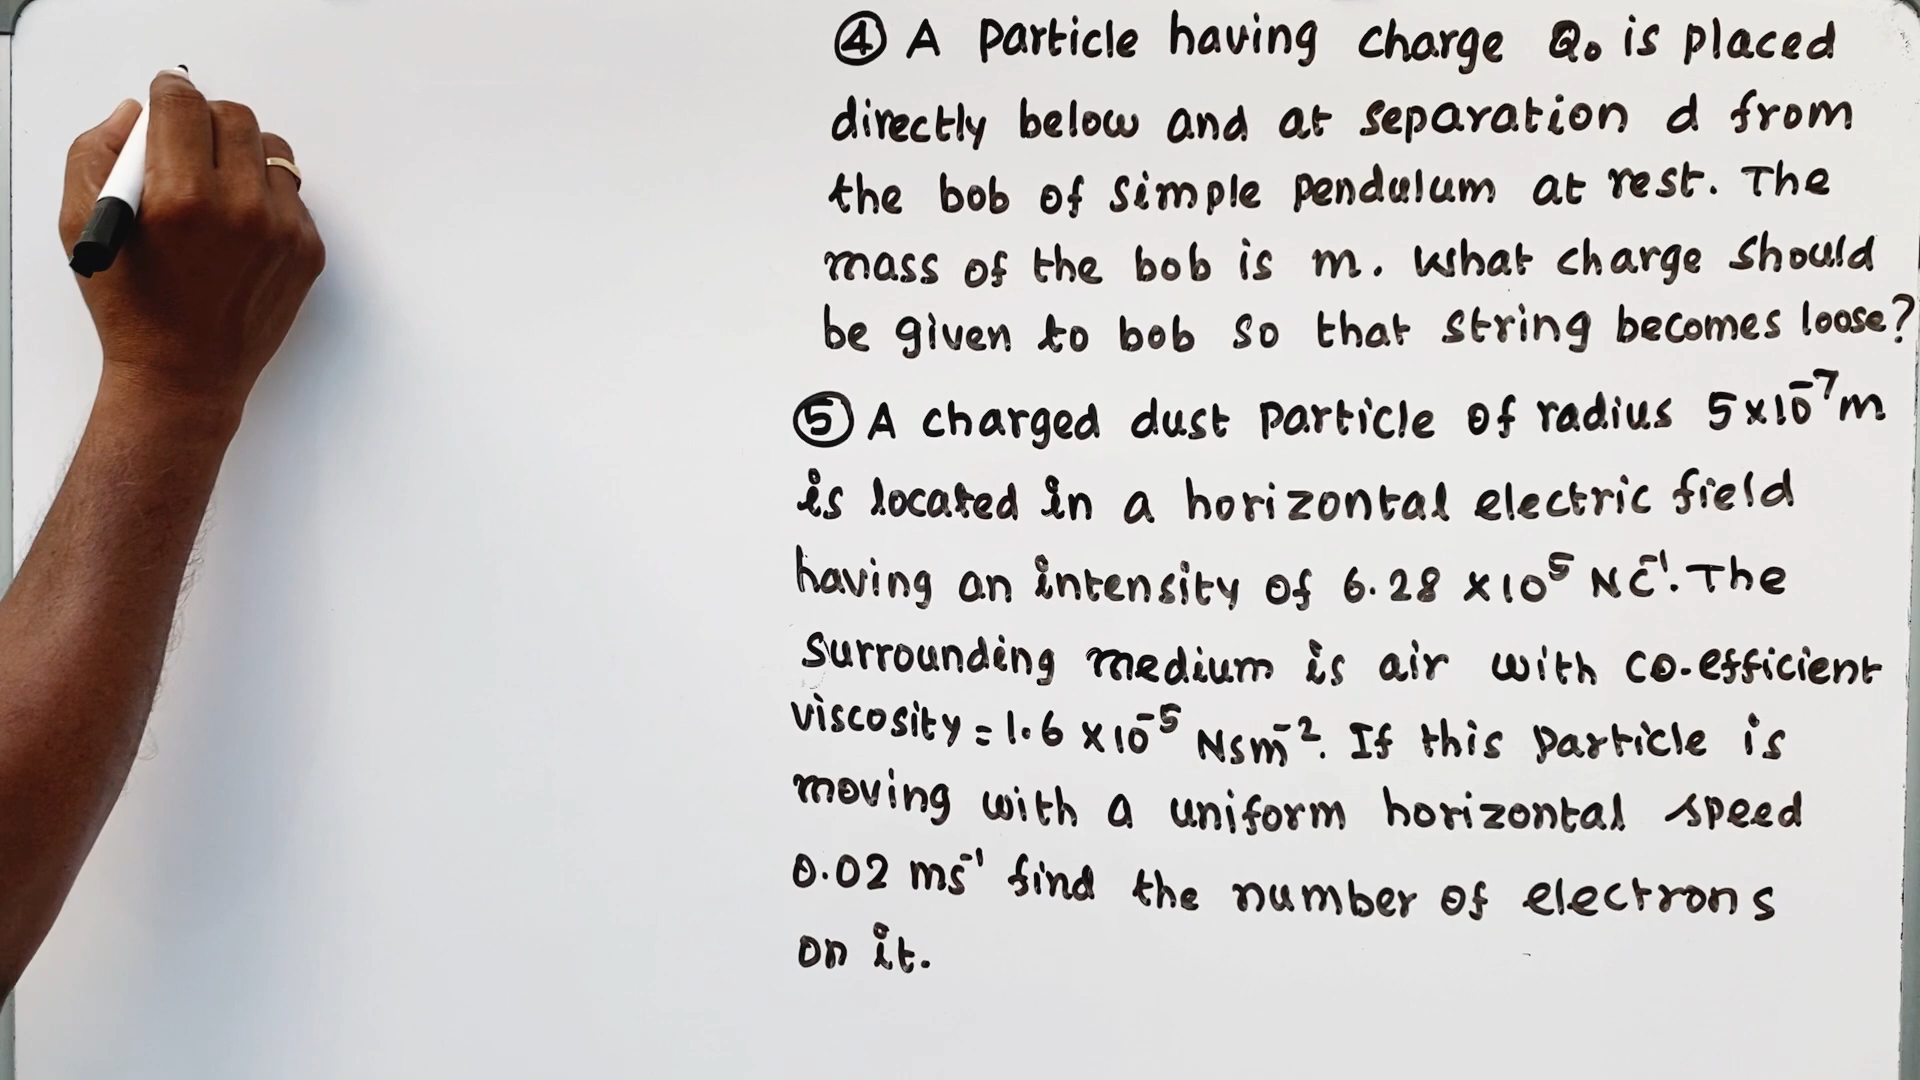 ④ A particle having charge Q₀ is placed
directly below and at separation d from
the bob of simple pendulum at rest. The
mass of the bob is m. What charge should
be given to bob so that string becomes loose?
⑤ A charged dust particle of radius 5×10⁻⁷m
is located in a horizontal electric field
having an intensity of 6.28 ×10⁵ NC⁻¹. The
surrounding medium is air with co-efficient
viscosity = 1.6 ×10⁻⁵ Nsm⁻². If this particle is
moving with a uniform horizontal speed
0.02 ms⁻¹ find the number of electrons
on it.